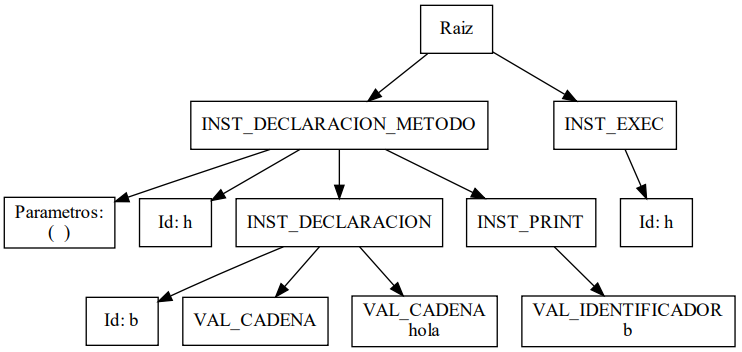 Raiz
INST_DECLARACION_METODO
INST_EXEC
Parametros:
( )
Id: h
INST_DECLARACION
INST_PRINT
Id: h
Id: b
VAL_CADENA
VAL_CADENA
hola
VAL_IDENTIFICADOR
b